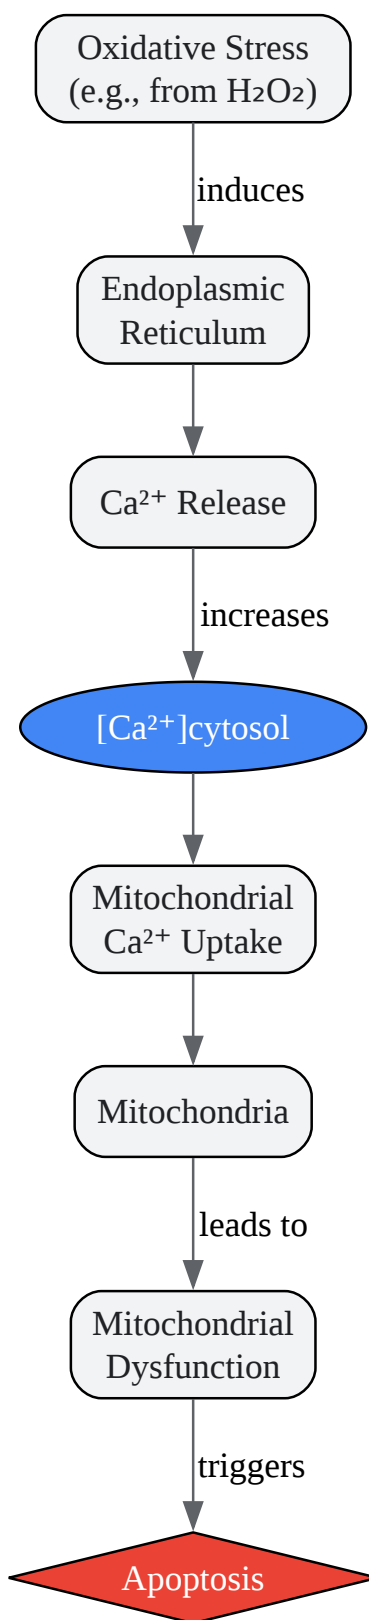 Oxidative Stress
(e.g., from H₂O₂)
induces
Endoplasmic
Reticulum
Ca²⁺ Release
increases
[Ca²⁺]cytosol
Mitochondrial
Ca²⁺ Uptake
Mitochondria
leads to
Mitochondrial
Dysfunction
triggers
Apoptosis